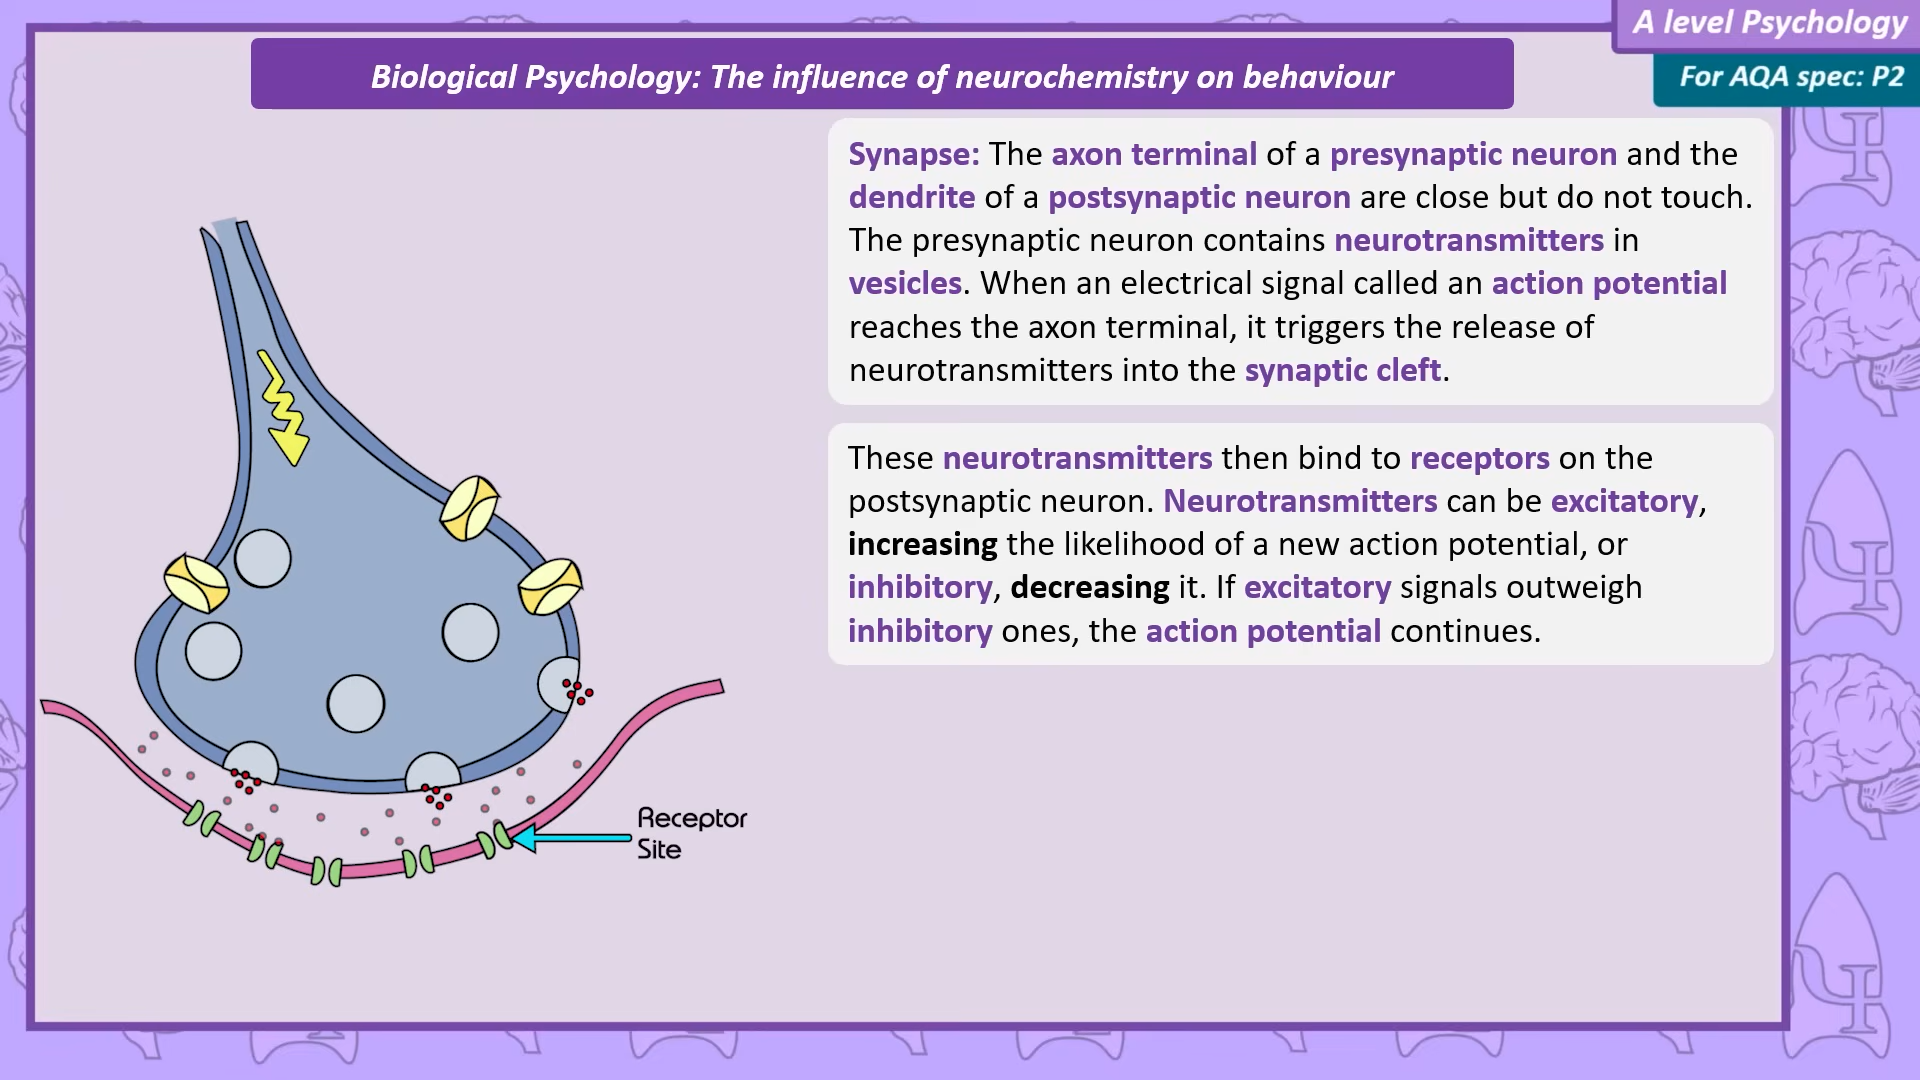 A level Psychology
For AQA spec: P2
Biological Psychology: The influence of neurochemistry on behaviour
Synapse: The axon terminal of a presynaptic neuron and the
dendrite of a postsynaptic neuron are close but do not touch.
The presynaptic neuron contains neurotransmitters in
vesicles. When an electrical signal called an action potential
reaches the axon terminal, it triggers the release of
neurotransmitters into the synaptic cleft.
These neurotransmitters then bind to receptors on the
postsynaptic neuron. Neurotransmitters can be excitatory,
increasing the likelihood of a new action potential, or
inhibitory, decreasing it. If excitatory signals outweigh
inhibitory ones, the action potential continues.
Receptor
Site